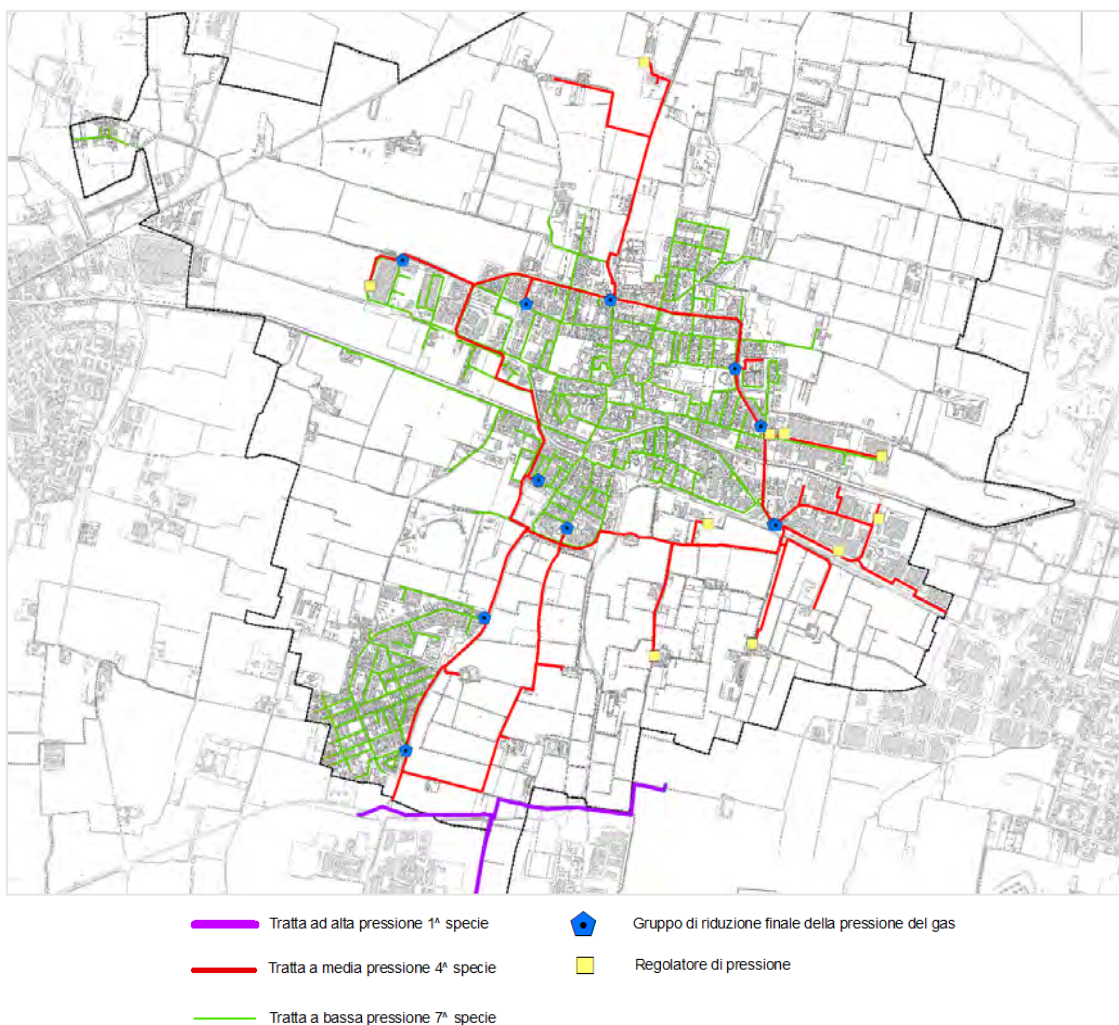 Tratta ad alta pressione 1^ specie
Gruppo di riduzione finale della pressione del gas
Tratta a media pressione 4^ specie
Regolatore di pressione
Tratta a bassa pressione 7^ specie